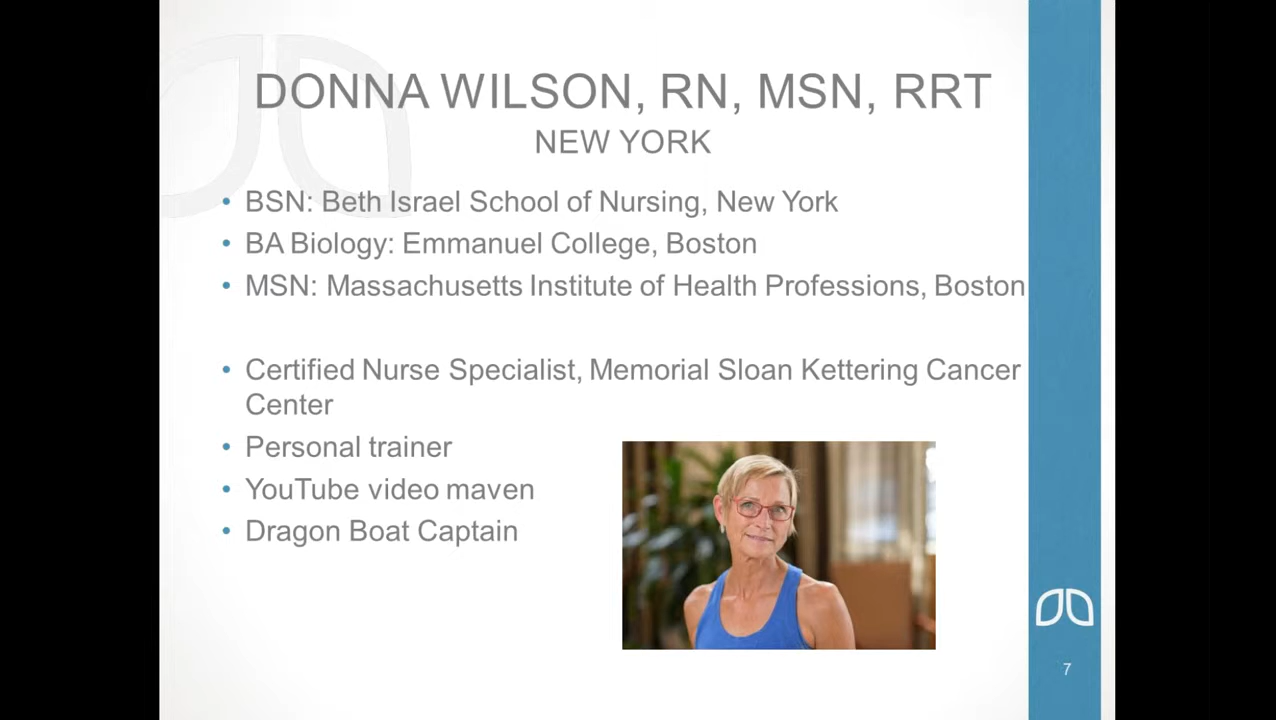 DONNA WILSON, RN, MSN, RRT
NEW YORK
• BSN: Beth Israel School of Nursing, New York
• BA Biology: Emmanuel College, Boston
• MSN: Massachusetts Institute of Health Professions, Boston
• Certified Nurse Specialist, Memorial Sloan Kettering Cancer
Center
• Personal trainer
• YouTube video maven
• Dragon Boat Captain
7